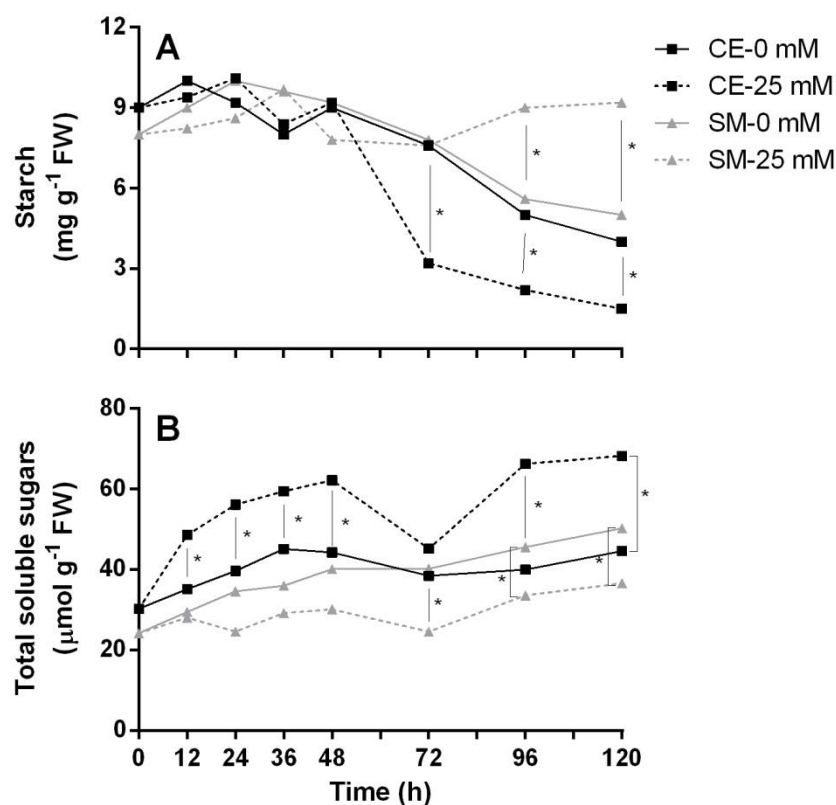 A
12
9
6
3
0
Starch
(mg g⁻¹ FW)
*
*
*
*
*
CE-0 mM
CE-25 mM
SM-0 mM
SM-25 mM
B
80
60
40
20
0
Total soluble sugars
(μmol g⁻¹ FW)
*
*
*
*
*
*
*
*
*
0 12 24 36 48 72 96 120
Time (h)